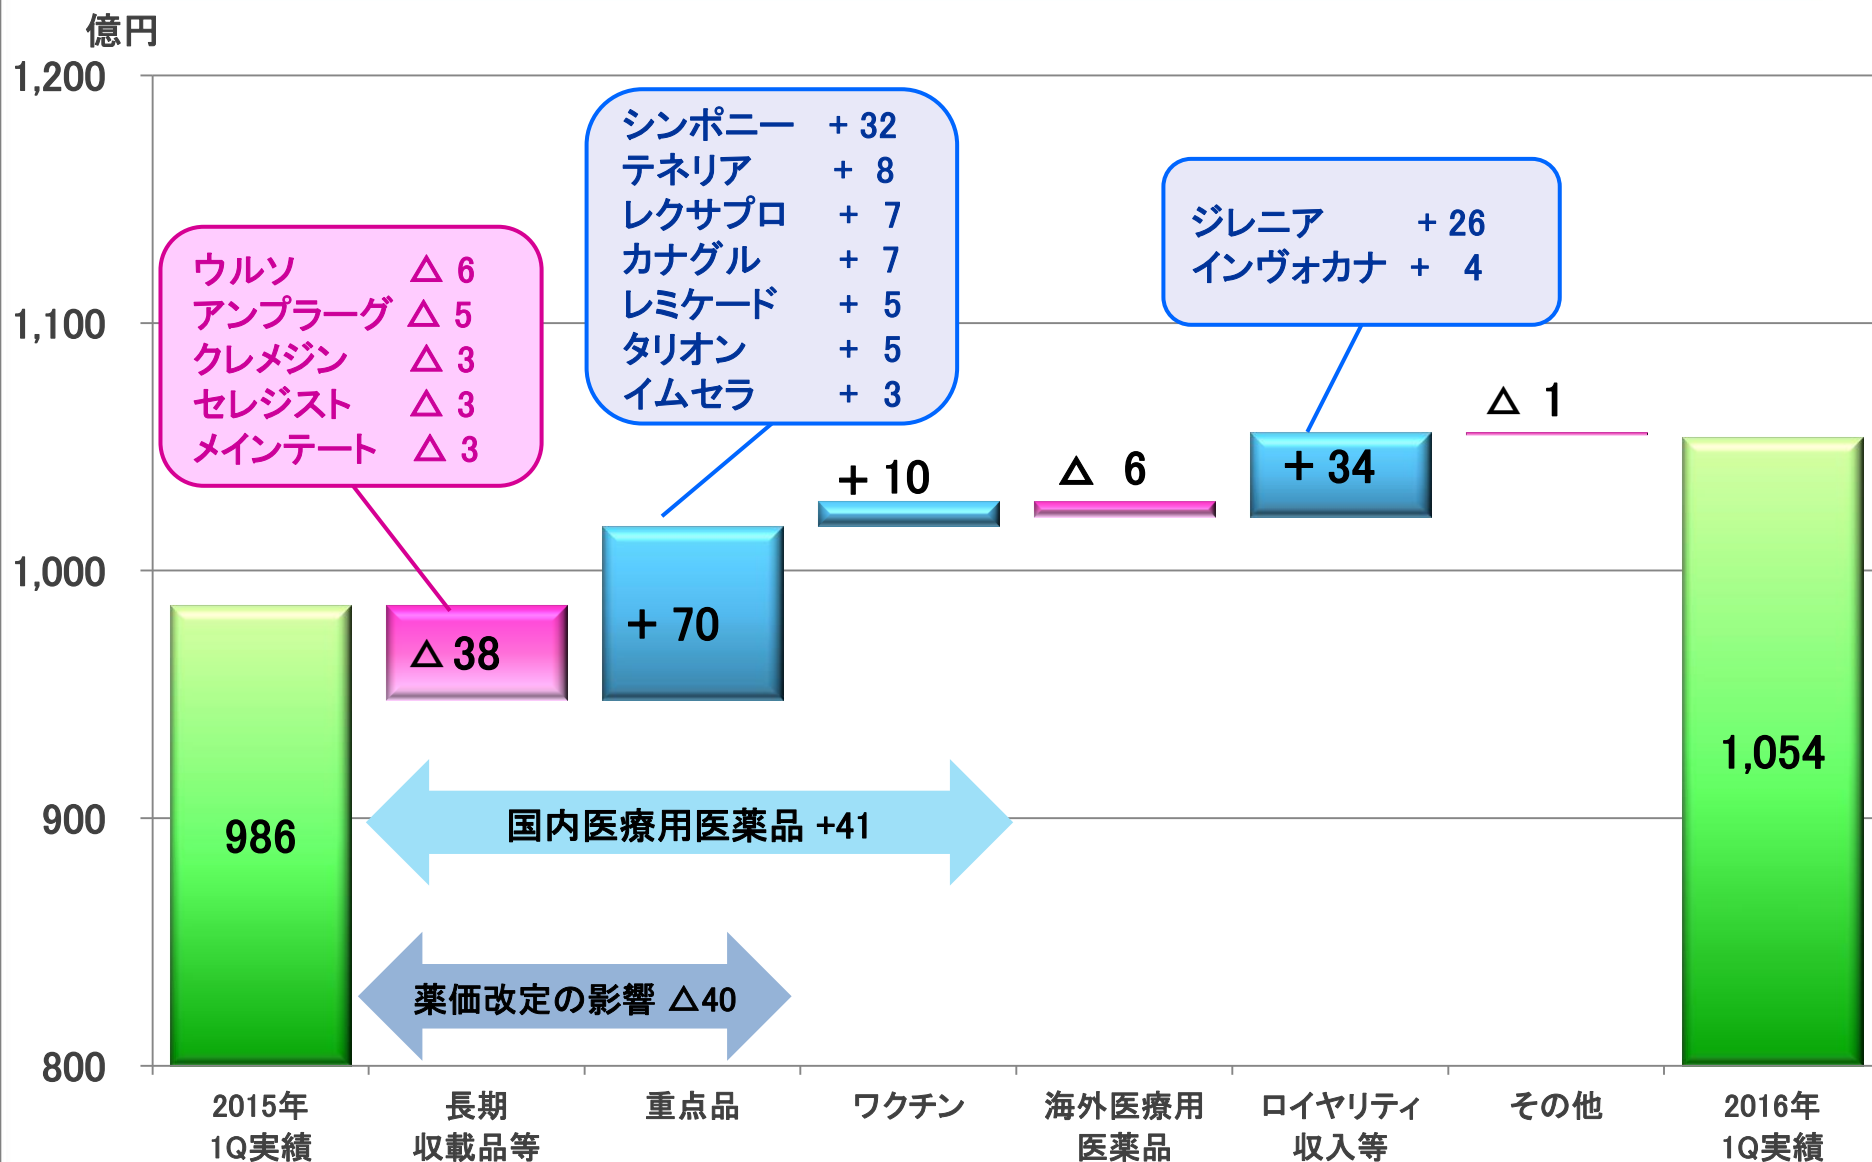 億円
1,200
1,100
1,000
900
800
ウルソ △ 6
アンプラーグ △ 5
クレメジン △ 3
セレジスト △ 3
メインテート △ 3
シンポニー + 32
テネリア + 8
レクサプロ + 7
カナグル + 7
レミケード + 5
タリオン + 5
イムセラ + 3
ジレニア + 26
インヴォカナ + 4
986
△ 38
+ 70
+ 10
△ 6
+ 34
△ 1
1,054
国内医療用医薬品 +41
薬価改定の影響 △40
2015年
1Q実績
長期
収載品等
重点品
ワクチン
海外医療用
医薬品
ロイヤリティ
収入等
その他
2016年
1Q実績